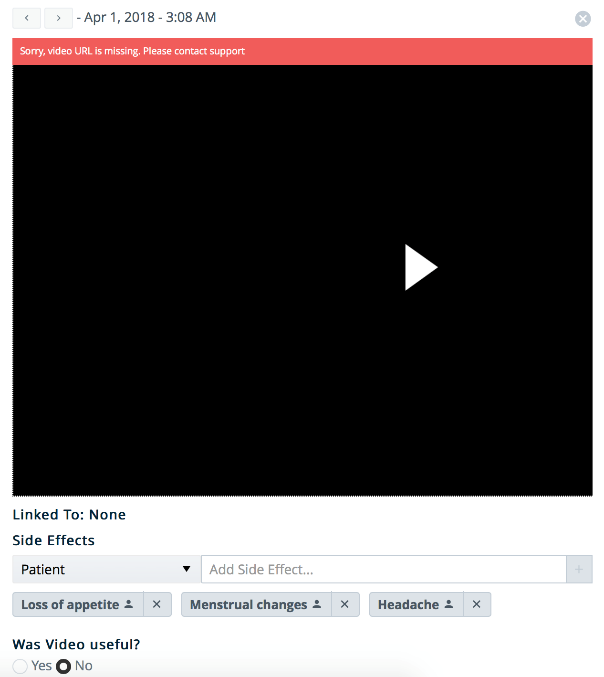 - Apr 1, 2018 - 3:08 AM
Sorry, video URL is missing. Please contact support
Linked To: None
Side Effects
Patient Add Side Effect... +
Loss of appetite Menstrual changes Headache
Was Video useful?
Yes No